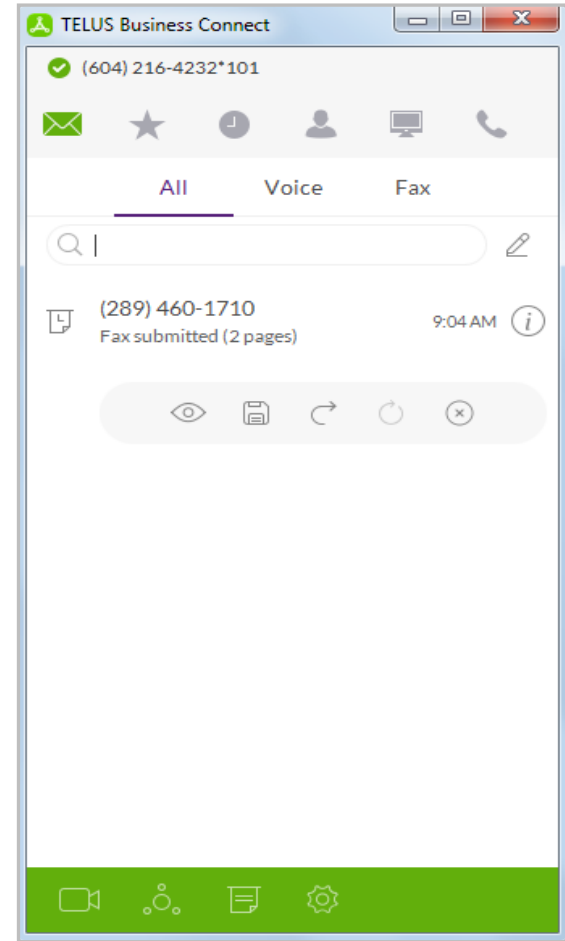 TELUS Business Connect
(604) 216-4232*101
All Voice Fax
(289) 460-1710
9:04 AM
Fax submitted (2 pages)